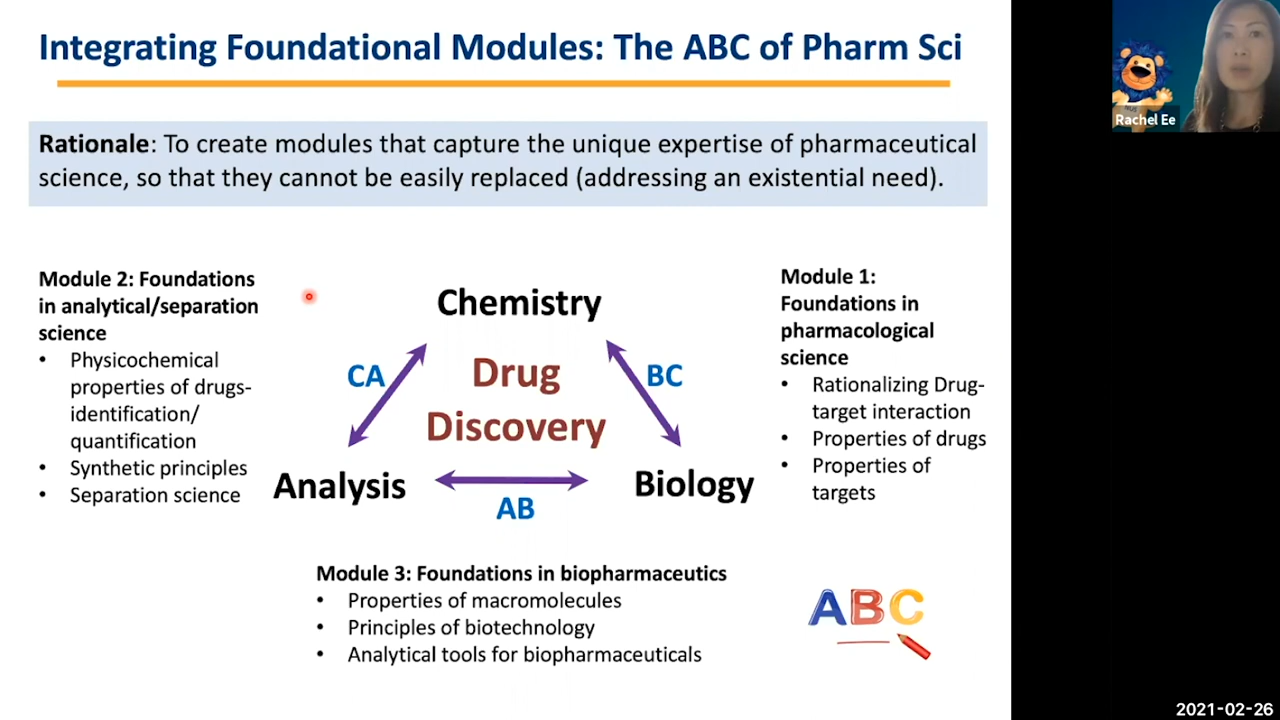 Integrating Foundational Modules: The ABC of Pharm Sci
Rationale: To create modules that capture the unique expertise of pharmaceutical
science, so that they cannot be easily replaced (addressing an existential need).
Module 2: Foundations
in analytical/separation
science
• Physicochemical
properties of drugs-
identification/
quantification
• Synthetic principles
• Separation science
Chemistry
CA
Drug
Discovery
BC
Analysis
AB
Biology
Module 1:
Foundations in
pharmacological
science
• Rationalizing Drug-
target interaction
• Properties of drugs
• Properties of
targets
Module 3: Foundations in biopharmaceutics
• Properties of macromolecules
• Principles of biotechnology
• Analytical tools for biopharmaceuticals
ABC
NUS
Rachel Ee
2021-02-26